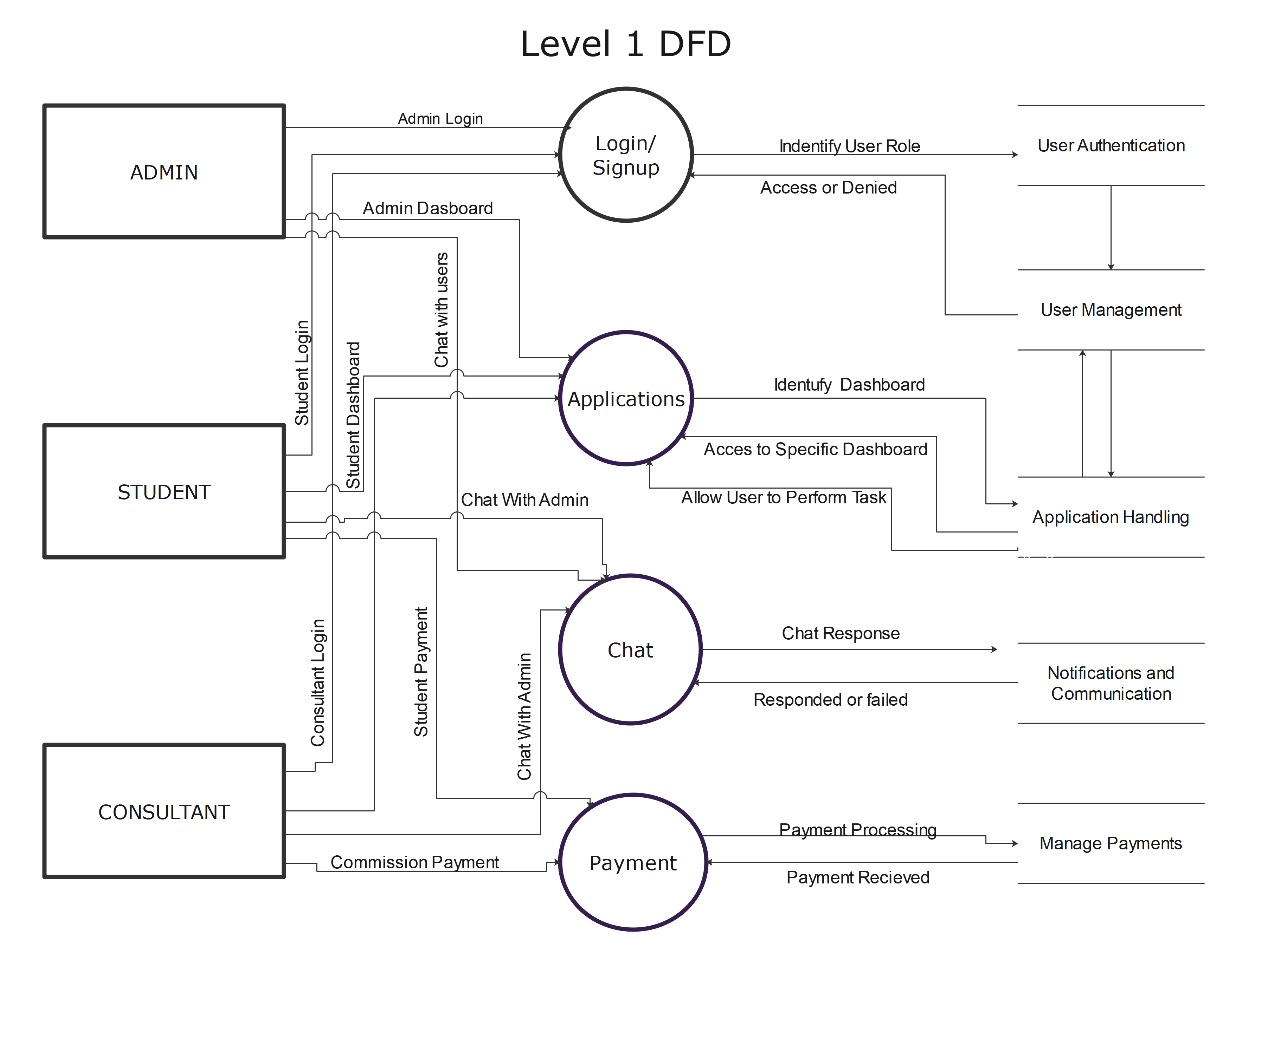 Level 1 DFD
ADMIN
Admin Login
Login/
Signup
Indentify User Role
Access or Denied
User Authentication
Admin Dasboard
Chat with users
User Management
Student Login
Student Dashboard
Applications
Identufy Dashboard
Acces to Specific Dashboard
Allow User to Perform Task
Application Handling
STUDENT
Chat With Admin
Consultant Login
Student Payment
Chat With Admin
Chat
Chat Response
Responded or failed
Notifications and
Communication
CONSULTANT
Commission Payment
Payment
Payment Processing
Payment Recieved
Manage Payments